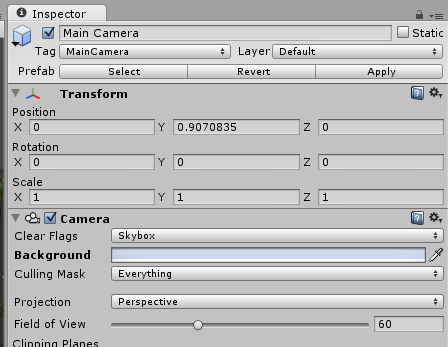 Inspector
Main Camera Static
Tag MainCamera Layer Default
Prefab Select Revert Apply
Transform
Position
X 0 Y 0.9070835 Z 0
Rotation
X 0 Y 0 Z 0
Scale
X 1 Y 1 Z 1
Camera
Clear Flags Skybox
Background
Culling Mask Everything
Projection Perspective
Field of View 60
Clipping Planes